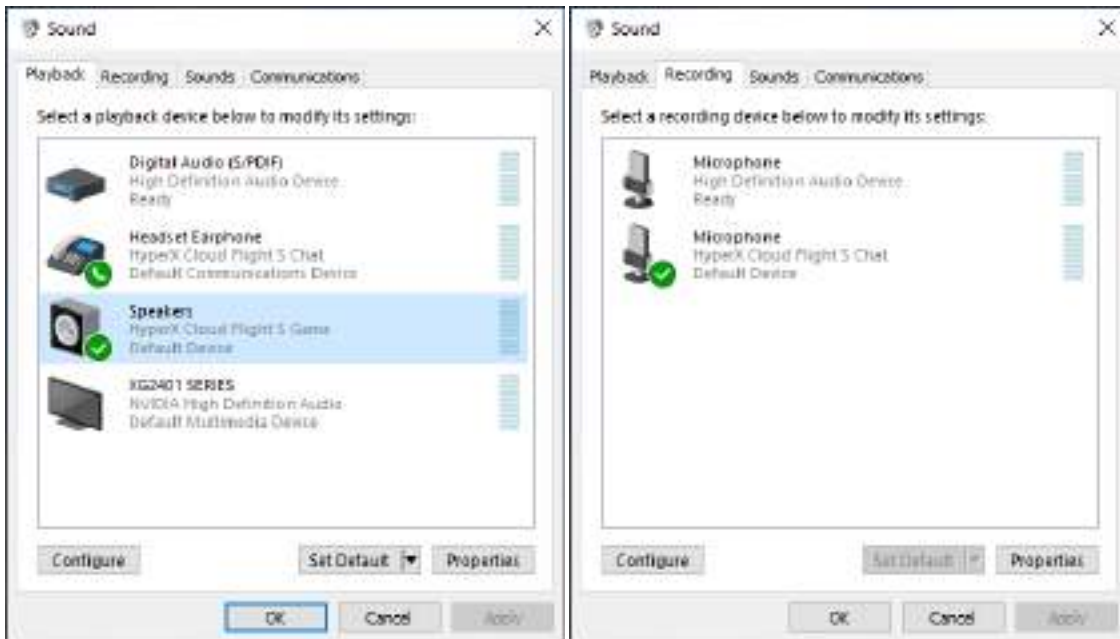 Sound
Playback Recording Sounds Communications
Select a playback device below to modify its settings:
Digital Audio (S/PDIF)
High Definition Audio Device
Ready
Headset Earphone
HyperX Cloud Flight S Chat
Default Communications Device
Speakers
HyperX Cloud Flight S Game
Default Device
XG2401 SERIES
NVIDIA High Definition Audio
Default Multimedia Device
Configure Set Default Properties
OK Cancel Apply
Sound
Playback Recording Sounds Communications
Select a recording device below to modify its settings:
Microphone
High Definition Audio Device
Ready
Microphone
HyperX Cloud Flight S Chat
Default Device
Configure Set Default Properties
OK Cancel Apply